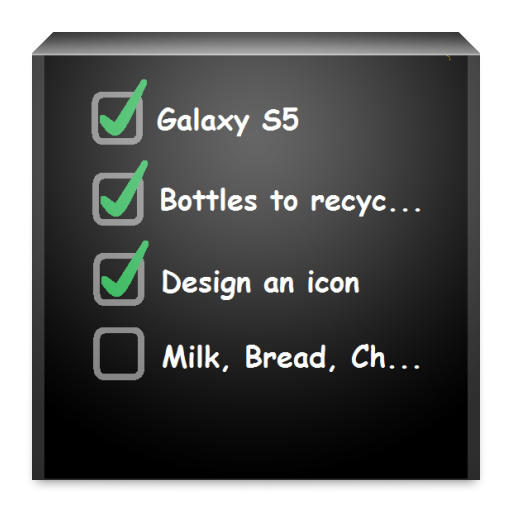 Galaxy S5
Bottles to recyc...
Design an icon
Milk, Bread, Ch...